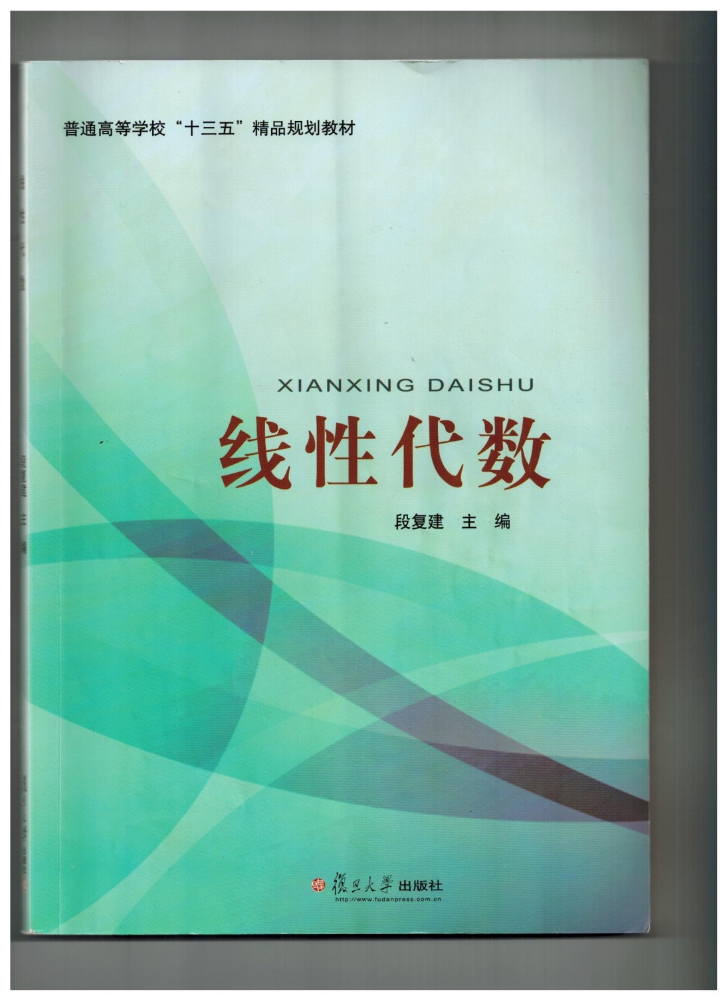 普通高等学校“十三五”精品规划教材
XIANXING DAISHU
线性代数
段复建 主 编
復旦大學 出版社
http://www.fudanpress.com.cn